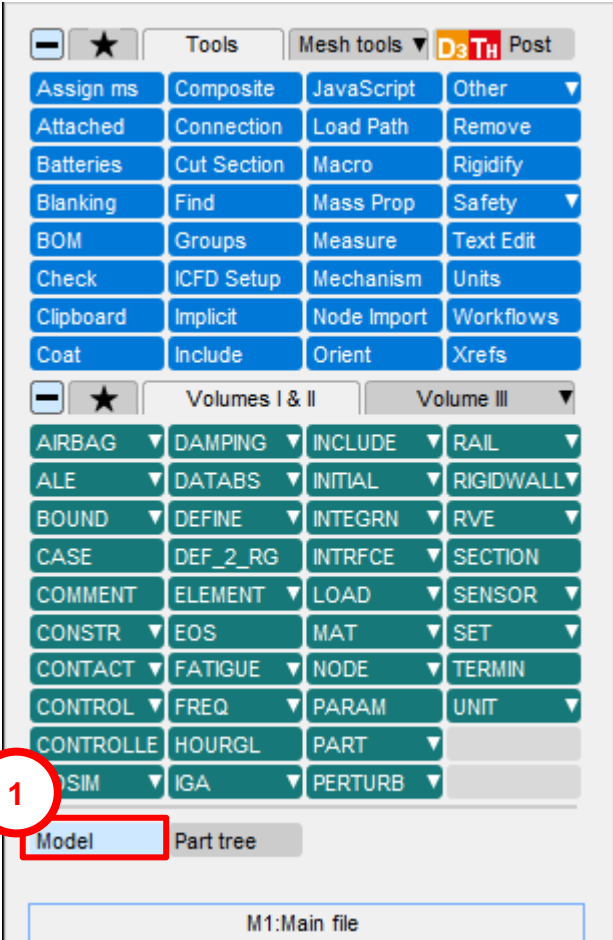 Tools Mesh tools ▼ D3 TH Post
Assign ms Composite JavaScript Other ▼
Attached Connection Load Path Remove
Batteries Cut Section Macro Rigidify
Blanking Find Mass Prop Safety ▼
BOM Groups Measure Text Edit
Check ICFD Setup Mechanism Units
Clipboard Implicit Node Import Workflows
Coat Include Orient Xrefs
Volumes I & II Volume III ▼
AIRBAG ▼ DAMPING ▼ INCLUDE ▼ RAIL ▼
ALE ▼ DATABS ▼ INITIAL ▼ RIGIDWALL ▼
BOUND ▼ DEFINE ▼ INTEGRN ▼ RVE ▼
CASE DEF_2_RG INTRFCE ▼ SECTION
COMMENT ELEMENT ▼ LOAD ▼ SENSOR ▼
CONSTR ▼ EOS MAT ▼ SET ▼
CONTACT ▼ FATIGUE ▼ NODE ▼ TERMIN
CONTROL ▼ FREQ ▼ PARAM UNIT ▼
CONTROLLE HOURGL PART ▼
OSIM ▼ IGA ▼ PERTURB ▼
1
Model Part tree
M1:Main file